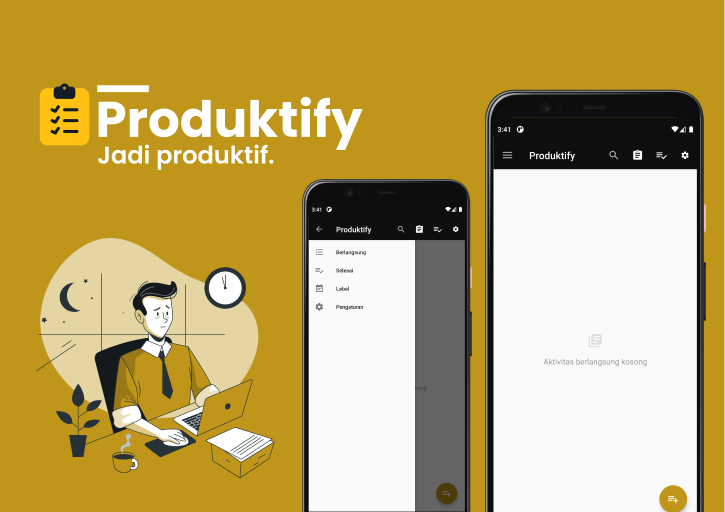 Produktify
Jadi produktif.
3:41
Produktify
Berlangsung
Selesai
Label
Pengaturan
3:41
Produktify
Aktivitas berlangsung kosong